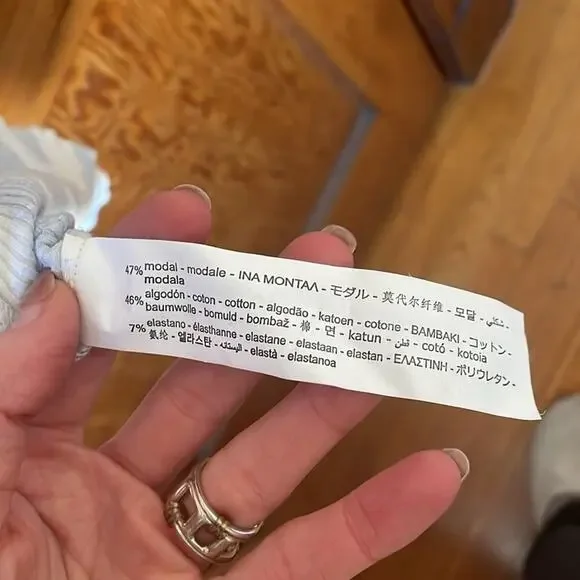 47% modal - modale - ΙΝΑ ΜΟΝΤΑΛ - モダル - 莫代尔纤维 - 모달 - شكلي -
modala
46% algodón - coton - cotton - algodão - katoen - cotone - ΒΑΜΒΑΚΙ - コットン -
baumwolle - bomuld - bombaž - 棉 - 면 - katun - قطن - cotó - kotoia
7% elastano - élasthanne - elastane - elastaan - elastan - ΕΛΑΣΤΙΝΗ - ポリウレタン -
氨纶 - 엘라스탄 - الیستانه - elastà - elastanoa